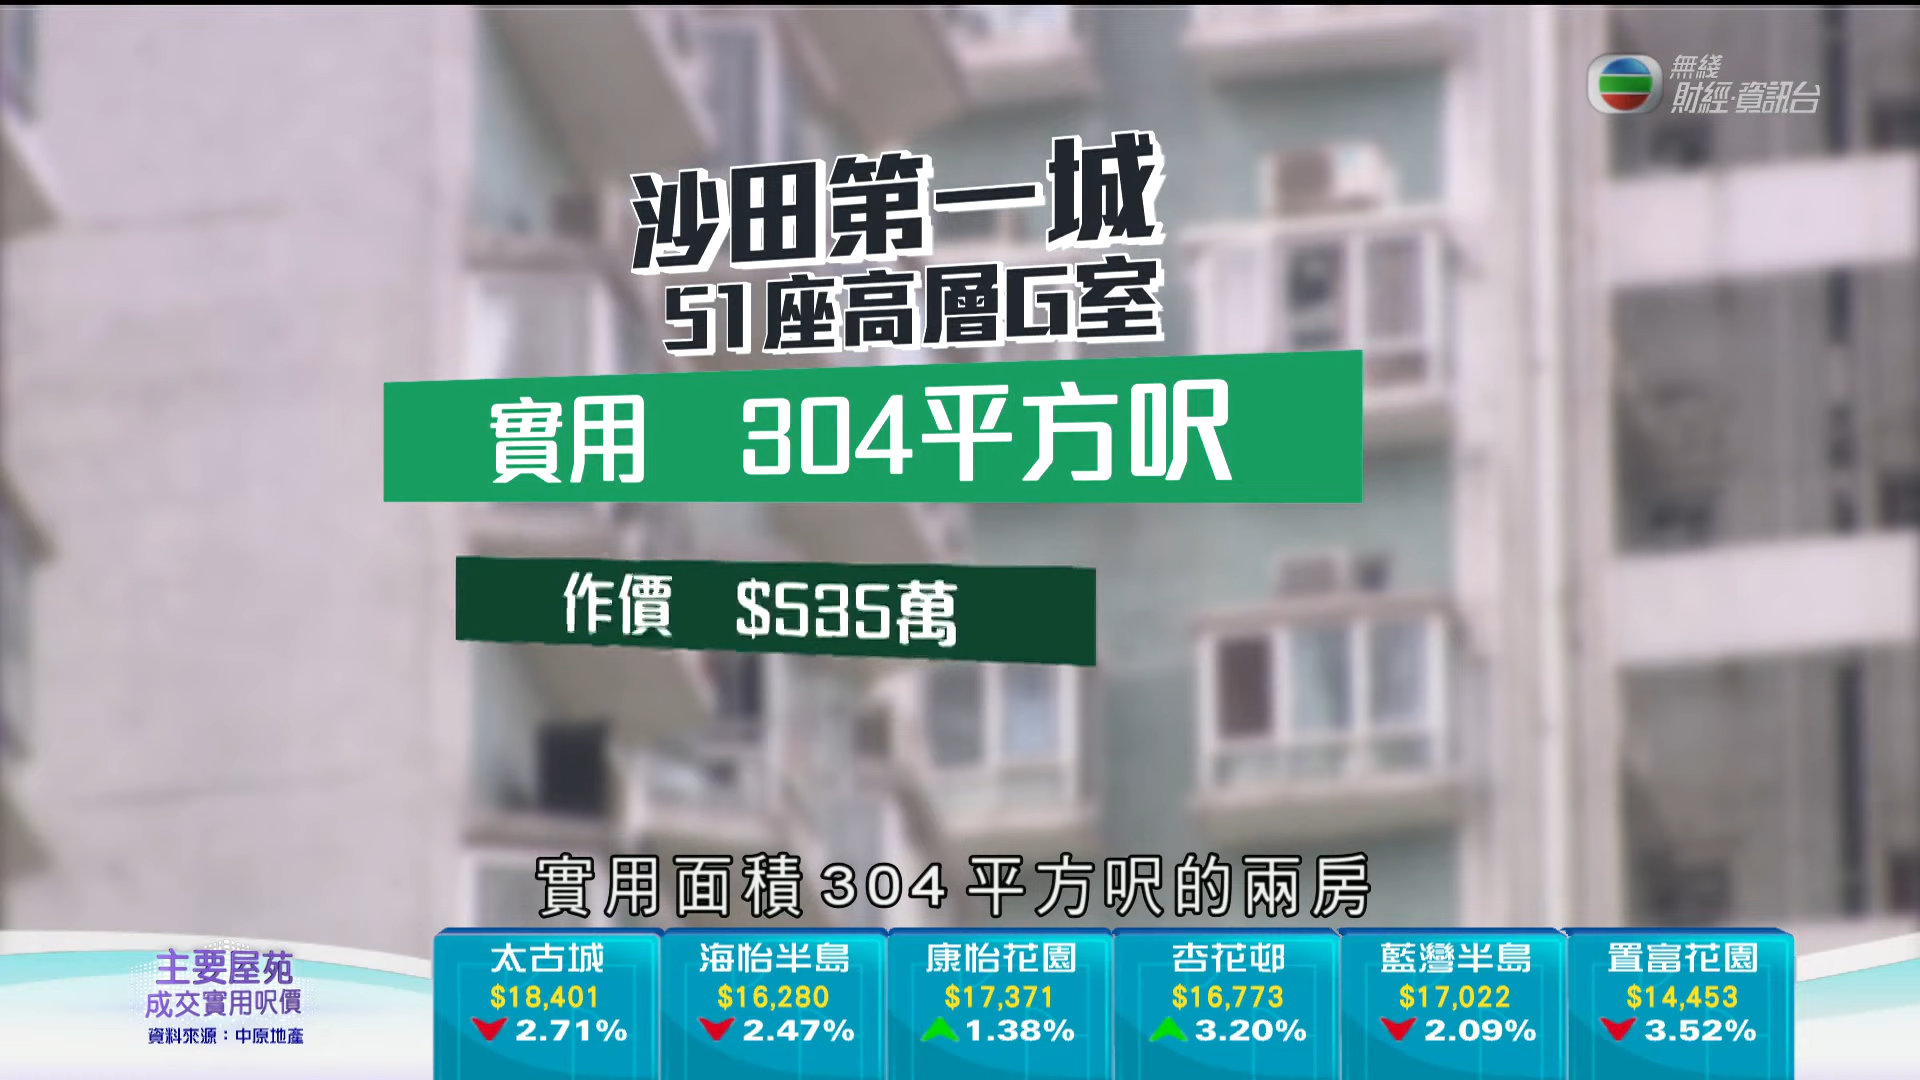 無綫
財經·資訊台
沙田第一城
51座高層G室
實用 304平方呎
作價 $535萬
實用面積304平方呎的兩房
主要屋苑
成交實用呎價
資料來源：中原地產
太古城
$18,401
▼2.71%
海怡半島
$16,280
▼2.47%
康怡花園
$17,371
▲1.38%
杏花邨
$16,773
▲3.20%
藍灣半島
$17,022
▼2.09%
置富花園
$14,453
▼3.52%